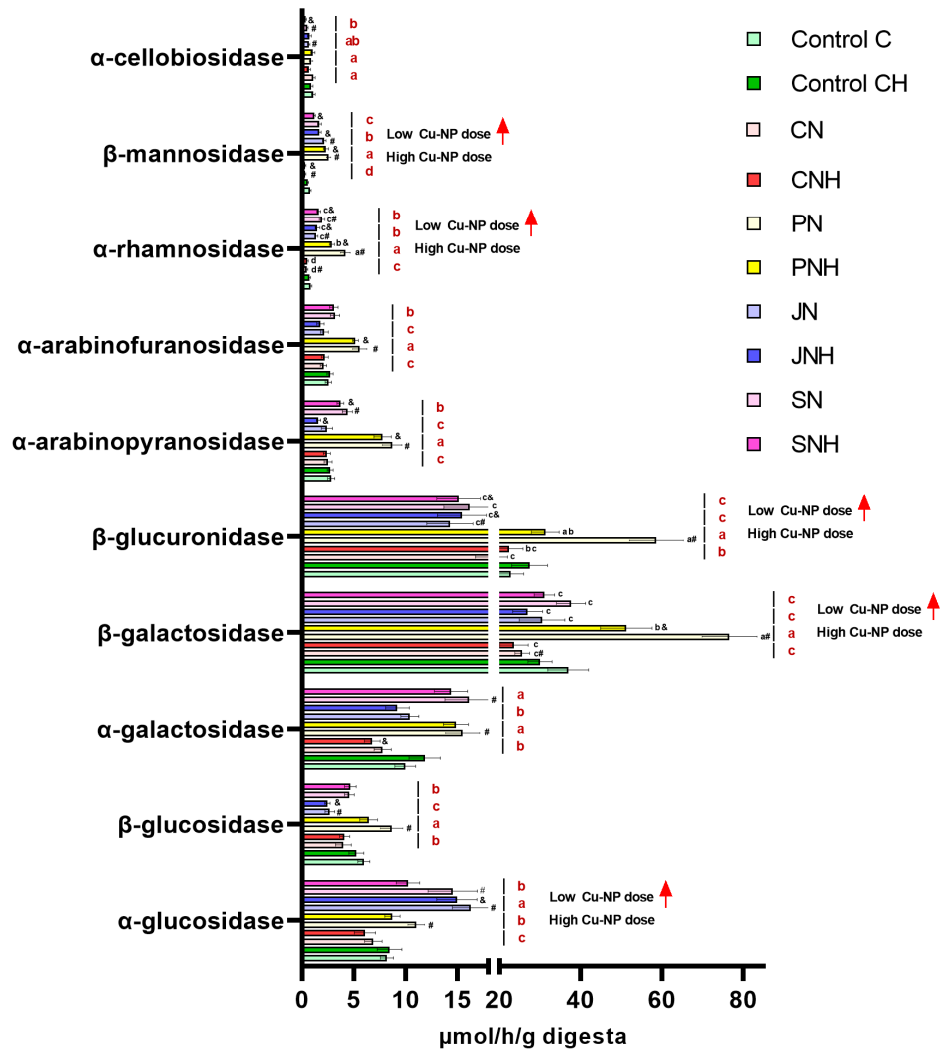 α-cellobiosidase
& b
# ab
# a
a
β-mannosidase
& c
& b
# a
& d
#
&
#
Low Cu-NP dose
High Cu-NP dose
α-rhamnosidase
c& b
c# b
c& a
c# c
b &
a#
d
d#
Low Cu-NP dose
High Cu-NP dose
α-arabinofuranosidase
& b
# c
a
c
α-arabinopyranosidase
& b
# c
& a
& c
#
β-glucuronidase
c& c
c c
c& a
c# b
ab
a#
bc
c
Low Cu-NP dose
High Cu-NP dose
β-galactosidase
c c
c c
c a
c c
b &
a#
c
c#
Low Cu-NP dose
High Cu-NP dose
α-galactosidase
# a
# b
& a
b
β-glucosidase
& b
# c
# a
b
α-glucosidase
# b
& a
# b
# c
Low Cu-NP dose
High Cu-NP dose
0 5 10 15 20 40 60 80
µmol/h/g digesta
Control C
Control CH
CN
CNH
PN
PNH
JN
JNH
SN
SNH